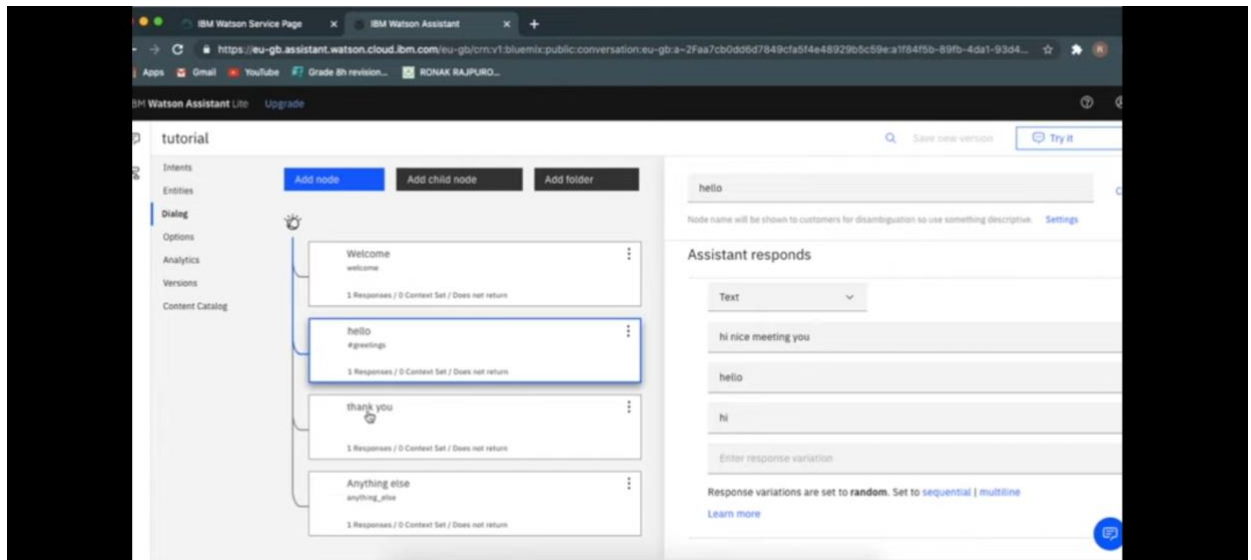 IBM Watson Service Page
IBM Watson Assistant
https://eu-gb.assistant.watson.cloud.ibm.com/eu-gb/crn:v1:bluemix:public:conversation:eu-gb:a~2Faa7cb0dd6d7849cfa5f4e48929b5c59e:a1f84f5b-89fb-4da1-93d4...
Apps Gmail YouTube Grade 8h revision... RONAK RAJPURO...
Watson Assistant Lite Upgrade
tutorial
Save new version
Try it
Intents
Entities
Dialog
Options
Analytics
Versions
Content Catalog
Add node Add child node Add folder
Welcome
welcome
1 Responses / 0 Context Set / Does not return
hello
#greetings
1 Responses / 0 Context Set / Does not return
thank you
1 Responses / 0 Context Set / Does not return
Anything else
anything_else
1 Responses / 0 Context Set / Does not return
hello
Node name will be shown to customers for disambiguation so use something descriptive. Settings
Assistant responds
Text
hi nice meeting you
hello
hi
Enter response variation
Response variations are set to random. Set to sequential | multiline
Learn more